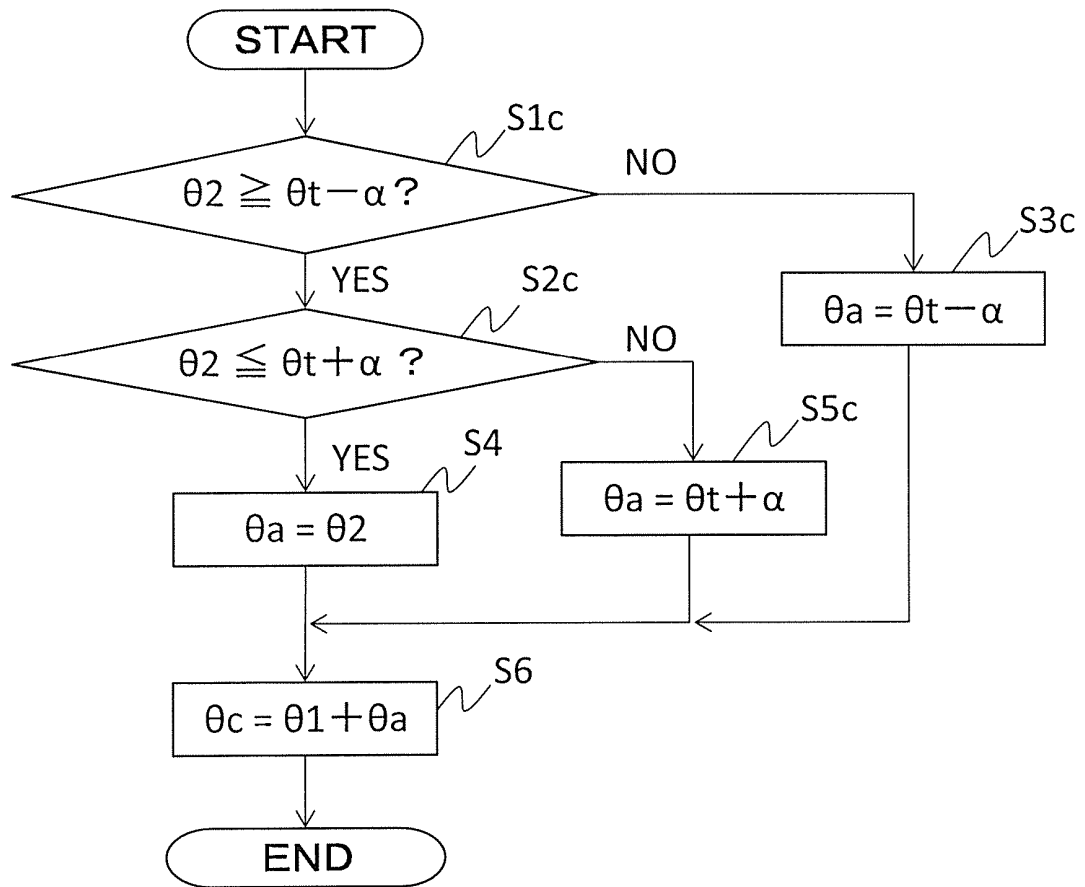 START
S1c
θ2 ≧ θt－α？
NO
S3c
θa = θt－α
YES
S2c
θ2 ≦ θt＋α？
NO
S5c
θa = θt＋α
YES
S4
θa = θ2
S6
θc = θ1＋θa
END